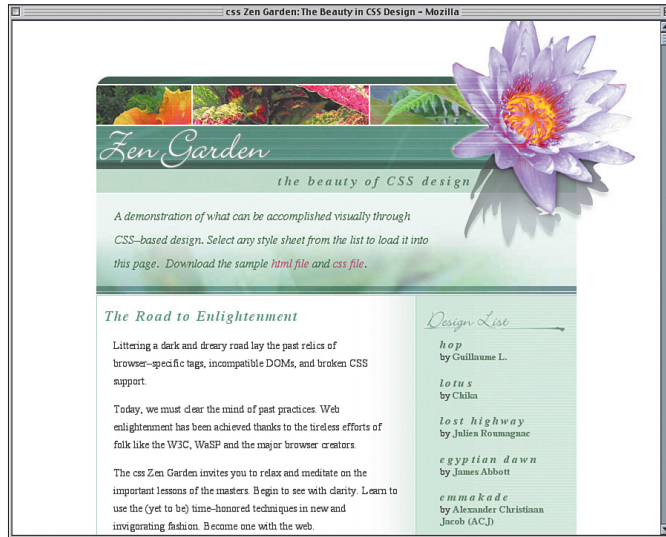 css Zen Garden: The Beauty in CSS Design – Mozilla
Zen Garden
the beauty of CSS design
A demonstration of what can be accomplished visually through
CSS–based design. Select any style sheet from the list to load it into
this page. Download the sample html file and css file.
The Road to Enlightenment
Littering a dark and dreary road lay the past relics of
browser–specific tags, incompatible DOMs, and broken CSS
support.
Today, we must clear the mind of past practices. Web
enlightenment has been achieved thanks to the tireless efforts of
folk like the W3C, WaSP and the major browser creators.
The css Zen Garden invites you to relax and meditate on the
important lessons of the masters. Begin to see with clarity. Learn to
use the (yet to be) time–honored techniques in new and
invigorating fashion. Become one with the web.
Design List
hop
by Guillaume L.
lotus
by Chika
lost highway
by Julien Roumagnac
egyptian dawn
by James Abbott
emmakade
by Alexander Christiaan
Jacob (ACJ)